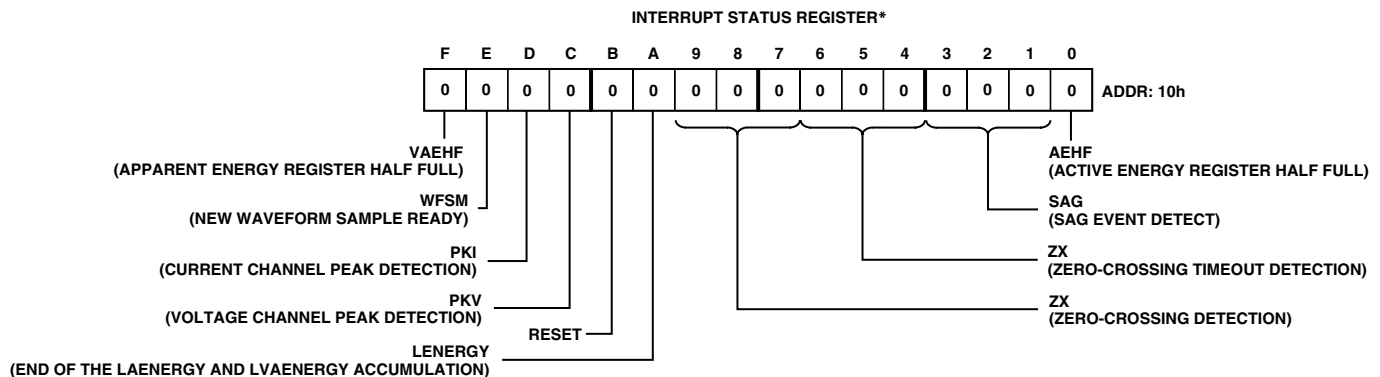 INTERRUPT STATUS REGISTER*
F E D C B A 9 8 7 6 5 4 3 2 1 0
0 0 0 0 0 0 0 0 0 0 0 0 0 0 0 0 ADDR: 10h
VAEHF
(APPARENT ENERGY REGISTER HALF FULL)
WFSM
(NEW WAVEFORM SAMPLE READY)
PKI
(CURRENT CHANNEL PEAK DETECTION)
PKV
(VOLTAGE CHANNEL PEAK DETECTION)
RESET
LENERGY
(END OF THE LAENERGY AND LVAENERGY ACCUMULATION)
AEHF
(ACTIVE ENERGY REGISTER HALF FULL)
SAG
(SAG EVENT DETECT)
ZX
(ZERO-CROSSING TIMEOUT DETECTION)
ZX
(ZERO-CROSSING DETECTION)